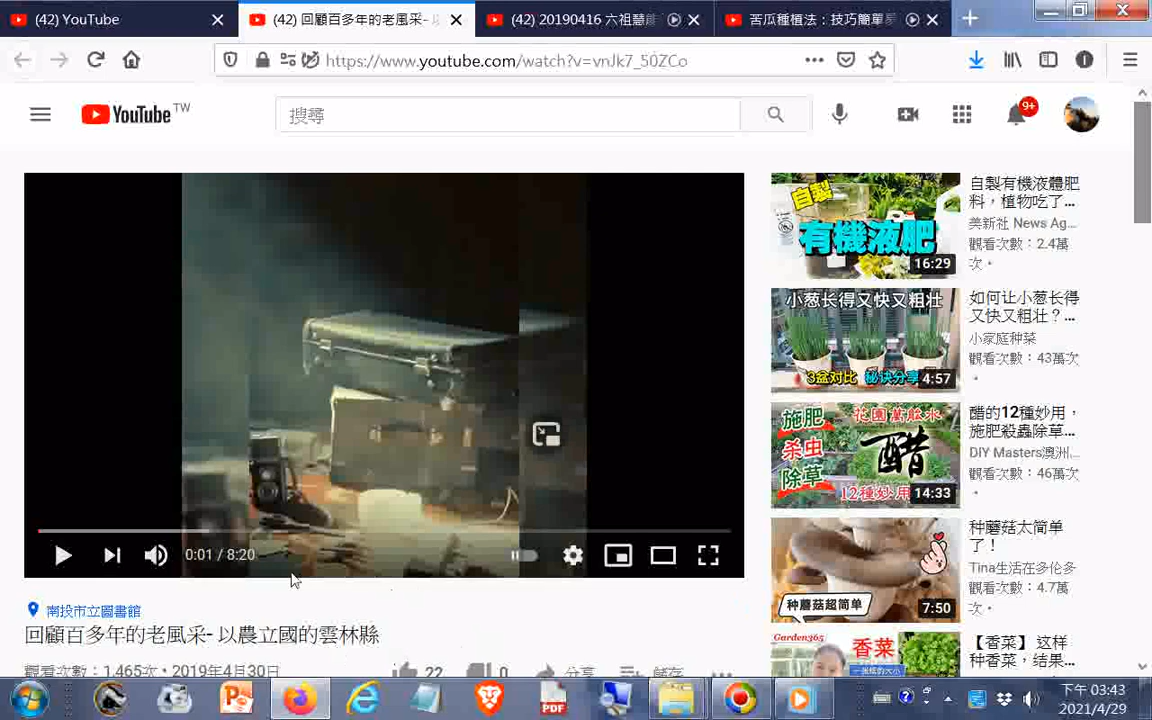 (42) YouTube
(42) 回顧百多年的老風采-
(42) 20190416 六祖慧能
苦瓜種植法：技巧簡單
https://www.youtube.com/watch?v=vnJk7_50ZCo
YouTube TW
搜尋
9+
自製
有機液肥
16:29
自製有機液體肥
料，植物吃了...
美新社 News Ag...
觀看次數：2.4萬
次・
小葱长得又快又粗壮
3盆对比 秘诀分享
4:57
如何让小葱长得
又快又粗壮？...
小家庭种菜
觀看次數：43萬次
・
施肥
杀虫
除草
花園萬能水
醋
12種妙用
14:33
醋的12種妙用，
施肥殺蟲除草...
DIY Masters澳洲...
觀看次數：46萬
次・
种蘑菇超简单
7:50
种蘑菇太简单
了！
Tina生活在多伦多
觀看次數：4.7萬
次・
Garden365
香菜
【香菜】 这样
种香菜，结果...
0:01 / 8:20
南投市立圖書館
回顧百多年的老風采- 以農立國的雲林縣
觀看次數：1,465次・2019年4月30日
22
0
分享
儲存
PDF
下午 03:43
2021/4/29